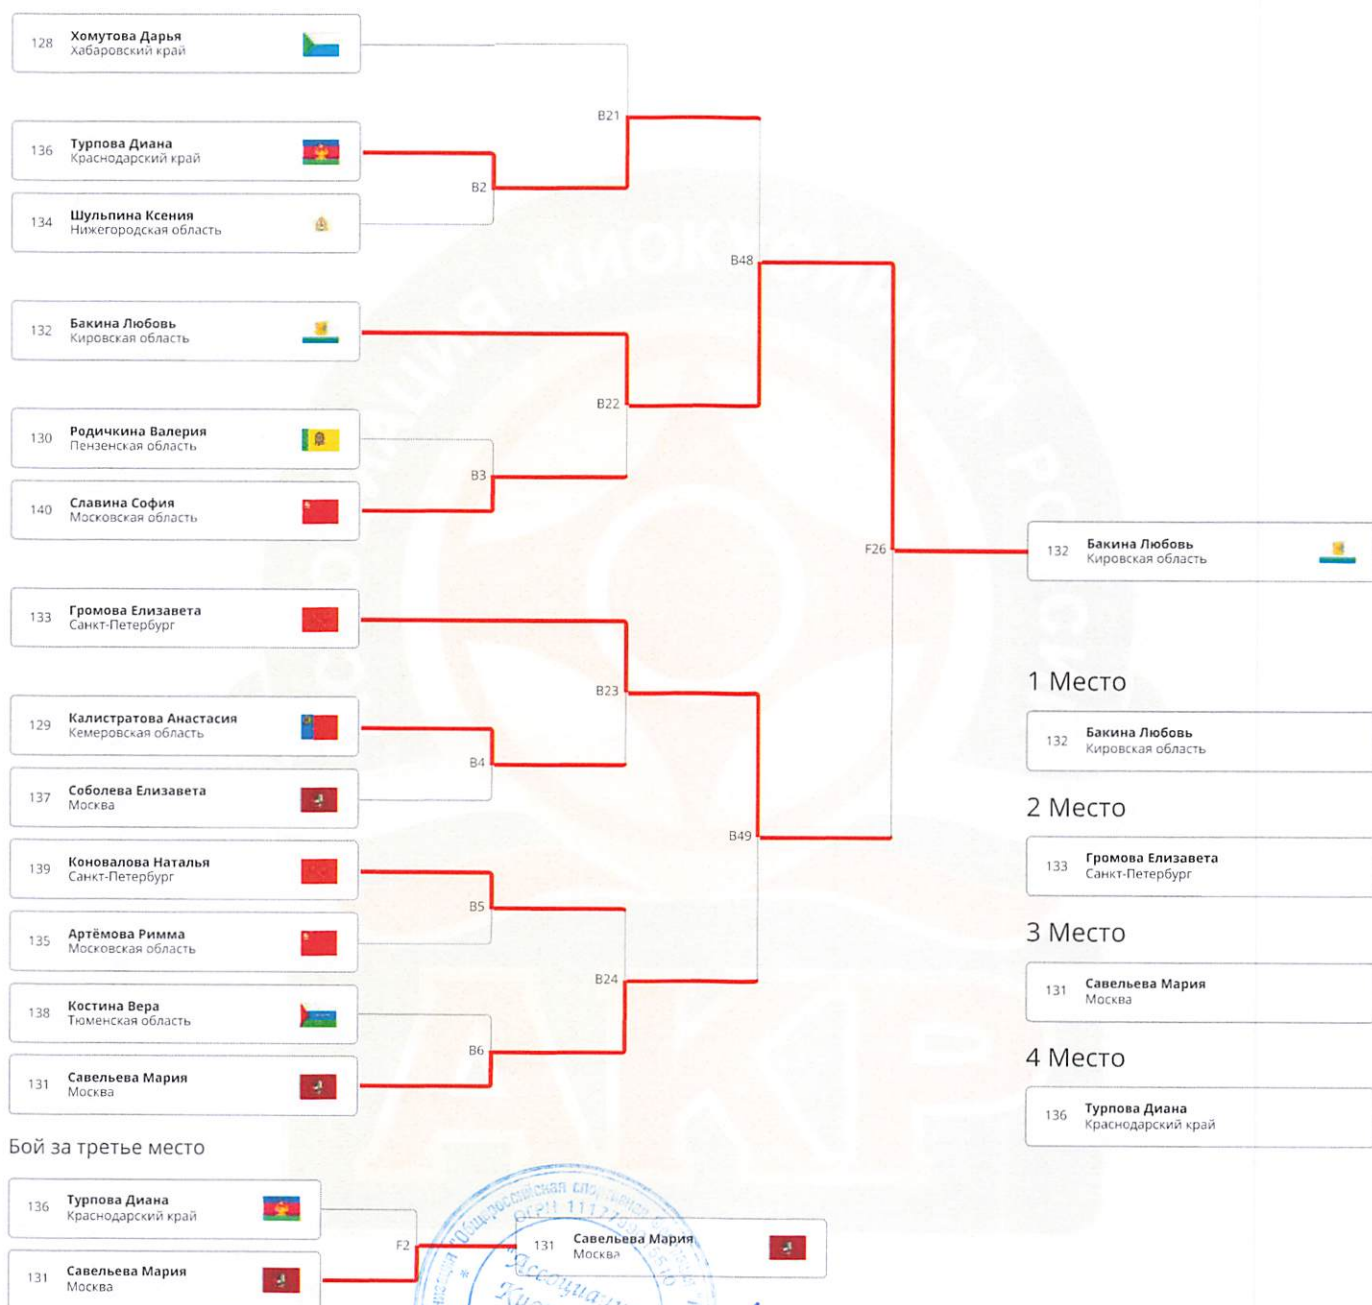 128 Хомутова Дарья
Хабаровский край
B21
136 Турпова Диана
Краснодарский край
B2
134 Шульпина Ксения
Нижегородская область
B48
132 Бакина Любовь
Кировская область
B22
130 Родичкина Валерия
Пензенская область
B3
140 Славина София
Московская область
F26
132 Бакина Любовь
Кировская область
133 Громова Елизавета
Санкт-Петербург
B23
129 Калистратова Анастасия
Кемеровская область
B4
137 Соболева Елизавета
Москва
B49
139 Коновалова Наталья
Санкт-Петербург
B5
135 Артёмова Римма
Московская область
B24
138 Костина Вера
Тюменская область
B6
131 Савельева Мария
Москва
1 Место
132 Бакина Любовь
Кировская область
2 Место
133 Громова Елизавета
Санкт-Петербург
3 Место
131 Савельева Мария
Москва
4 Место
136 Турпова Диана
Краснодарский край
Бой за третье место
136 Турпова Диана
Краснодарский край
F2
131 Савельева Мария
Москва
131 Савельева Мария
Москва
"Общероссийская
ОГРН
АКР
КИОКУСИНКАЙ РОССИИ